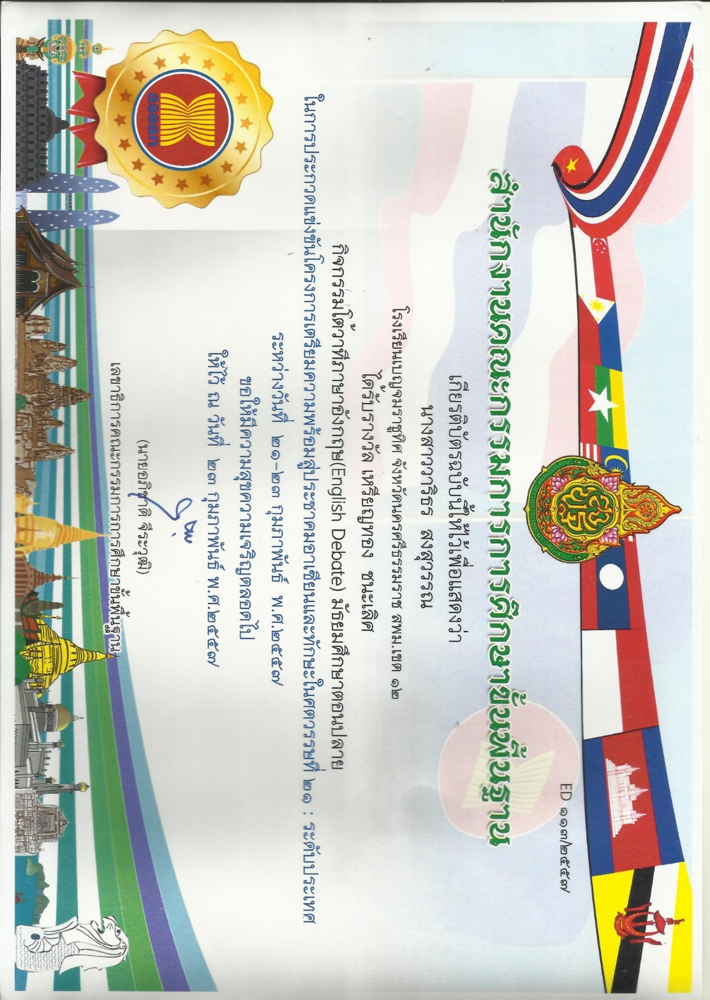 ED ๑๑๓/๒๕๕๗
สำนักงานคณะกรรมการการศึกษาขั้นพื้นฐาน
เกียรติบัตรฉบับนี้ให้ไว้เพื่อแสดงว่า
นางสาววาริธร สงสุวรรณ
โรงเรียนเบญจมราชูทิศ จังหวัดนครศรีธรรมราช สพม.เขต ๑๒
ได้รับรางวัล เหรียญทอง ชนะเลิศ
กิจกรรมโต้วาทีภาษาอังกฤษ(English Debate) มัธยมศึกษาตอนปลาย
ในการประกวดแข่งขันโครงการเตรียมความพร้อมสู่ประชาคมอาเซียนและทักษะในศตวรรษที่ ๒๑ : ระดับประเทศ
ระหว่างวันที่ ๒๑-๒๓ กุมภาพันธ์ พ.ศ.๒๕๕๗
ขอให้มีความสุขความเจริญตลอดไป
ให้ไว้ ณ วันที่ ๒๓ กุมภาพันธ์ พ.ศ.๒๕๕๗
(นายอภิชาติ จีระวุฒิ)
เลขาธิการคณะกรรมการการศึกษาขั้นพื้นฐาน
asean